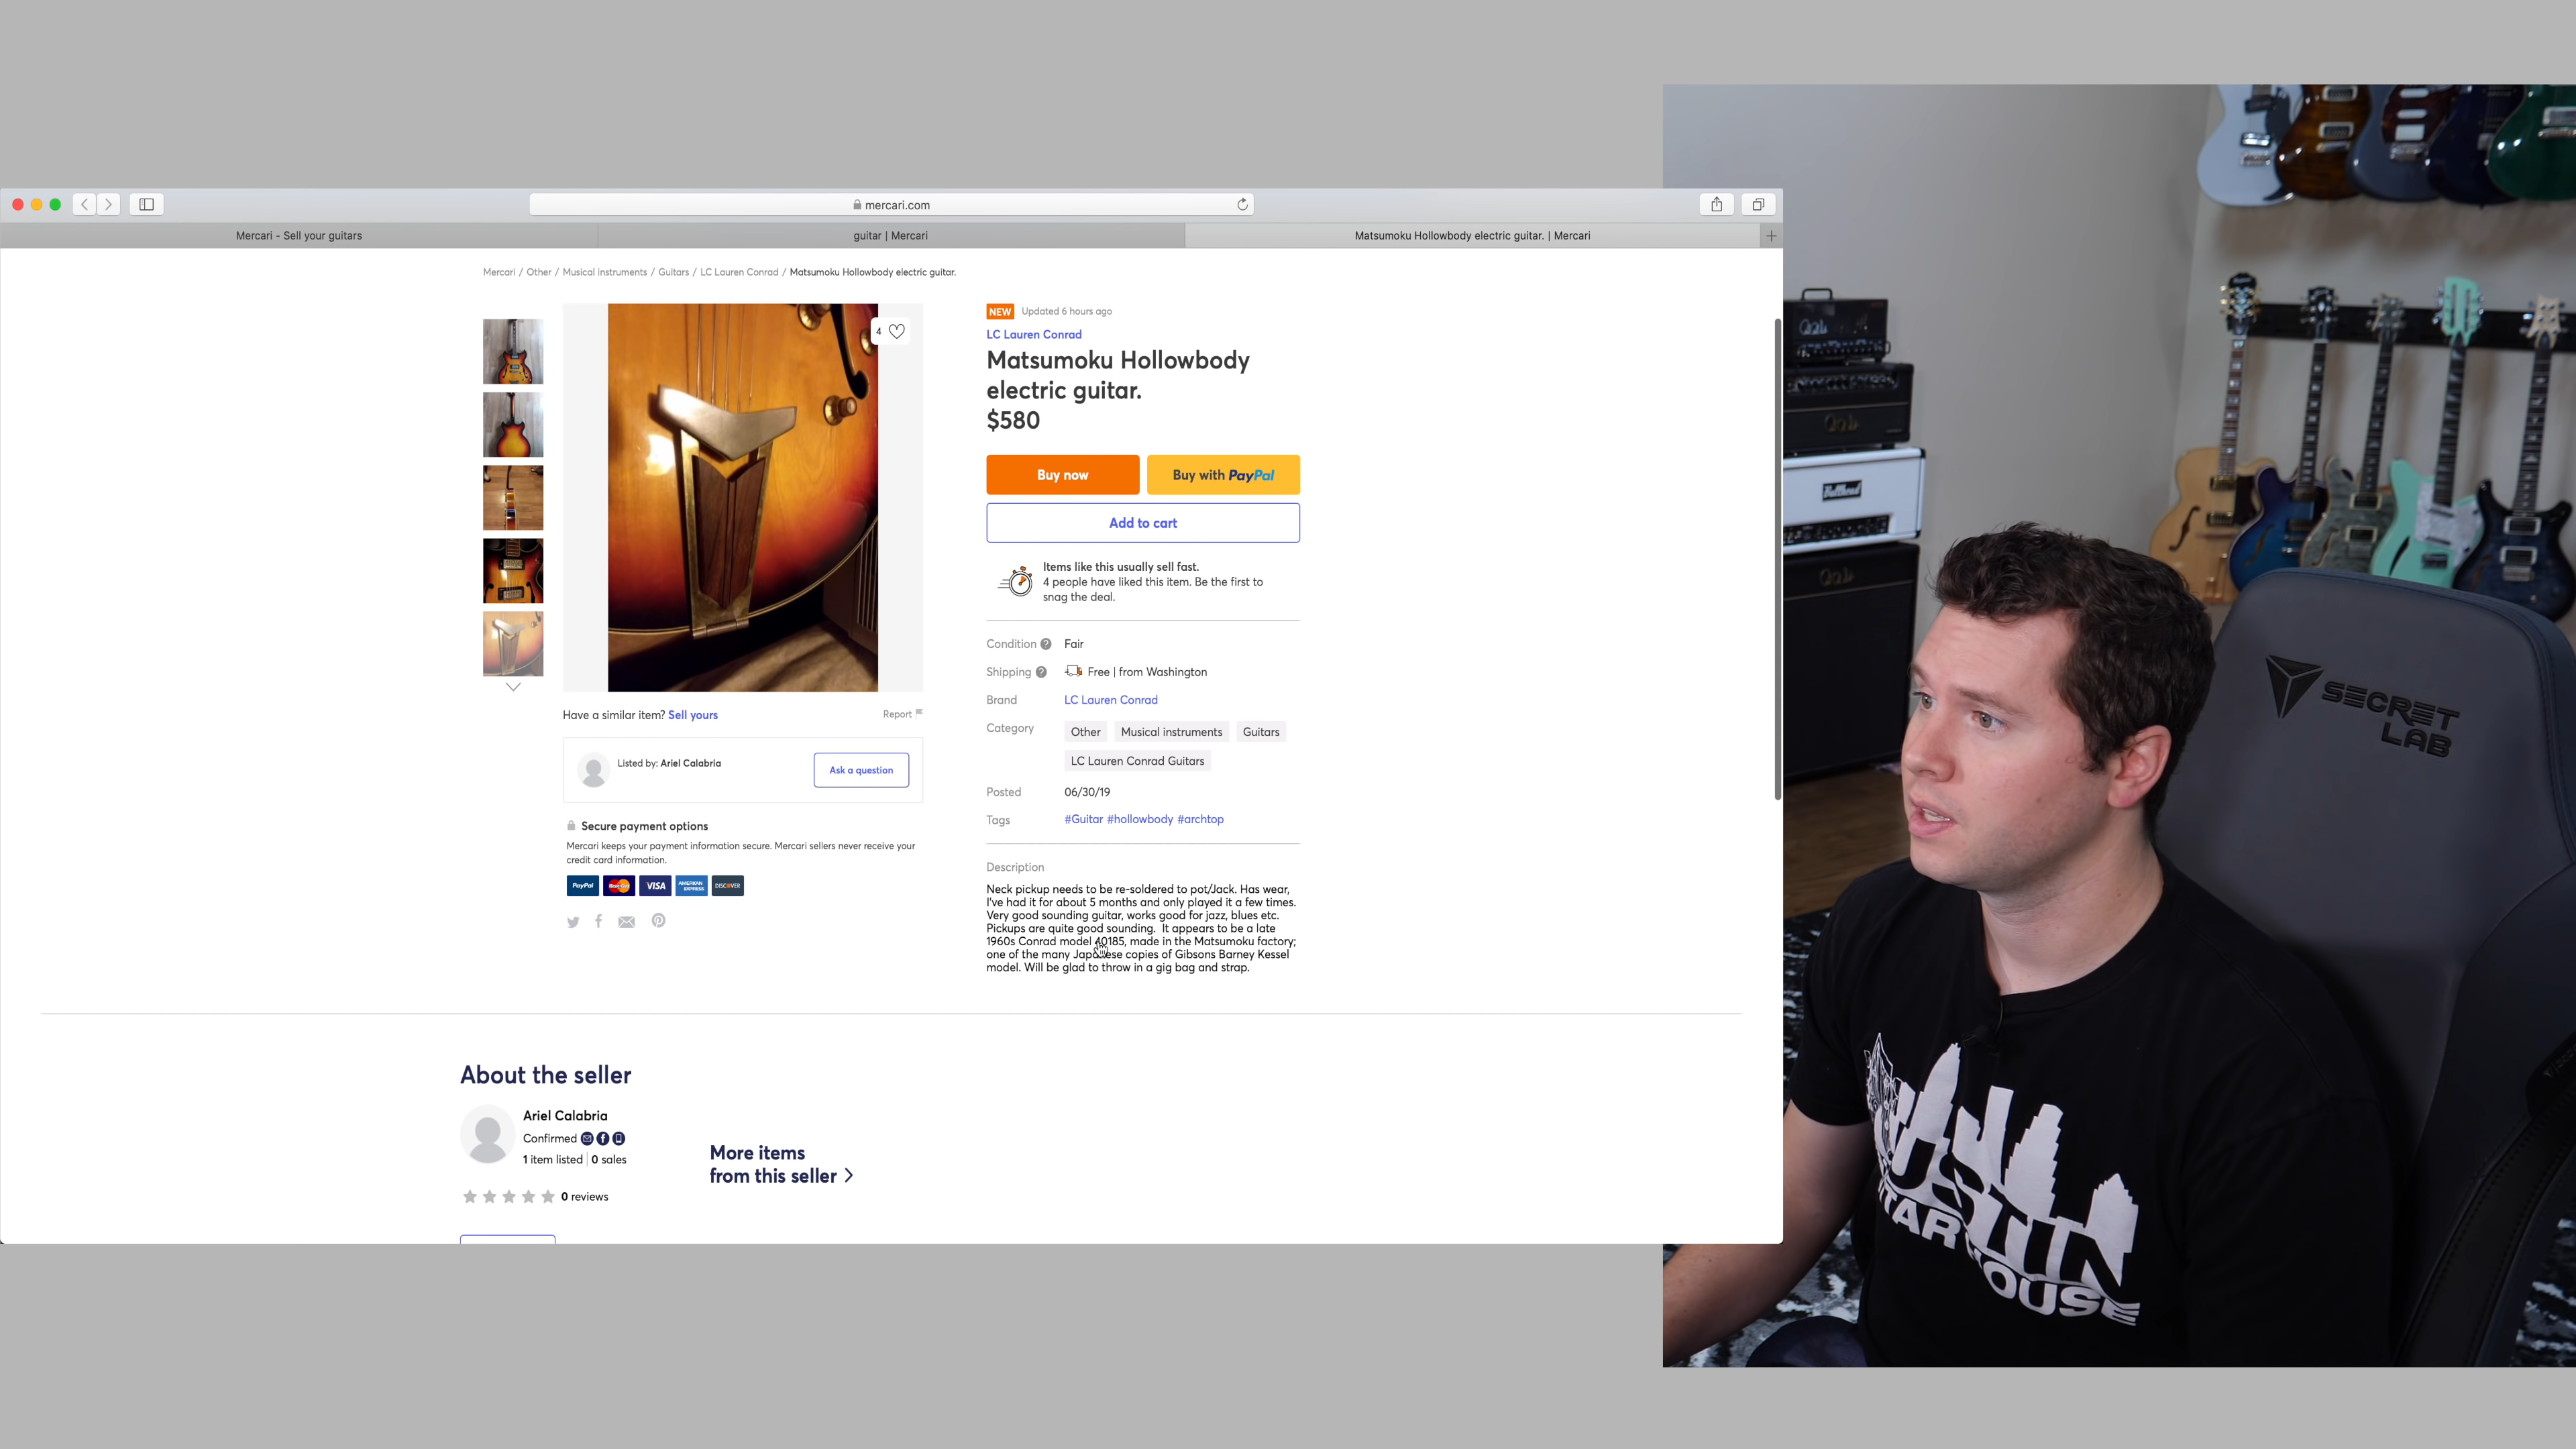 mercari.com
Mercari - Sell your guitars
guitar | Mercari
Matsumoku Hollowbody electric guitar. | Mercari
Mercari / Other / Musical instruments / Guitars / LC Lauren Conrad / Matsumoku Hollowbody electric guitar.
4
NEW Updated 6 hours ago
LC Lauren Conrad
Matsumoku Hollowbody
electric guitar.
$580
Buy now
Buy with PayPal
Add to cart
Items like this usually sell fast.
4 people have liked this item. Be the first to
snag the deal.
Condition Fair
Shipping Free | from Washington
Brand LC Lauren Conrad
Category Other Musical instruments Guitars
LC Lauren Conrad Guitars
Posted 06/30/19
Tags #Guitar #hollowbody #archtop
Description
Neck pickup needs to be re-soldered to pot/Jack. Has wear,
I've had it for about 5 months and only played it a few times.
Very good sounding guitar, works good for jazz, blues etc.
Pickups are quite good sounding. It appears to be a late
1960s Conrad model 40185, made in the Matsumoku factory;
one of the many Japanese copies of Gibsons Barney Kessel
model. Will be glad to throw in a gig bag and strap.
Have a similar item? Sell yours
Report
Listed by: Ariel Calabria
Ask a question
Secure payment options
Mercari keeps your payment information secure. Mercari sellers never receive your
credit card information.
PayPal MasterCard VISA AMERICAN EXPRESS DISCOVER
About the seller
Ariel Calabria
Confirmed
1 item listed | 0 sales
0 reviews
More items
from this seller
SECRET
LAB
HOUSE